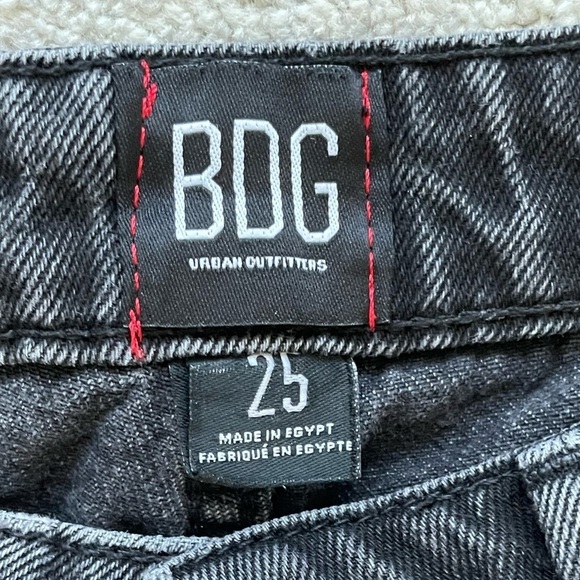 BDG
URBAN OUTFITTERS
25
MADE IN EGYPT
FABRIQUÉ EN EGYPTE